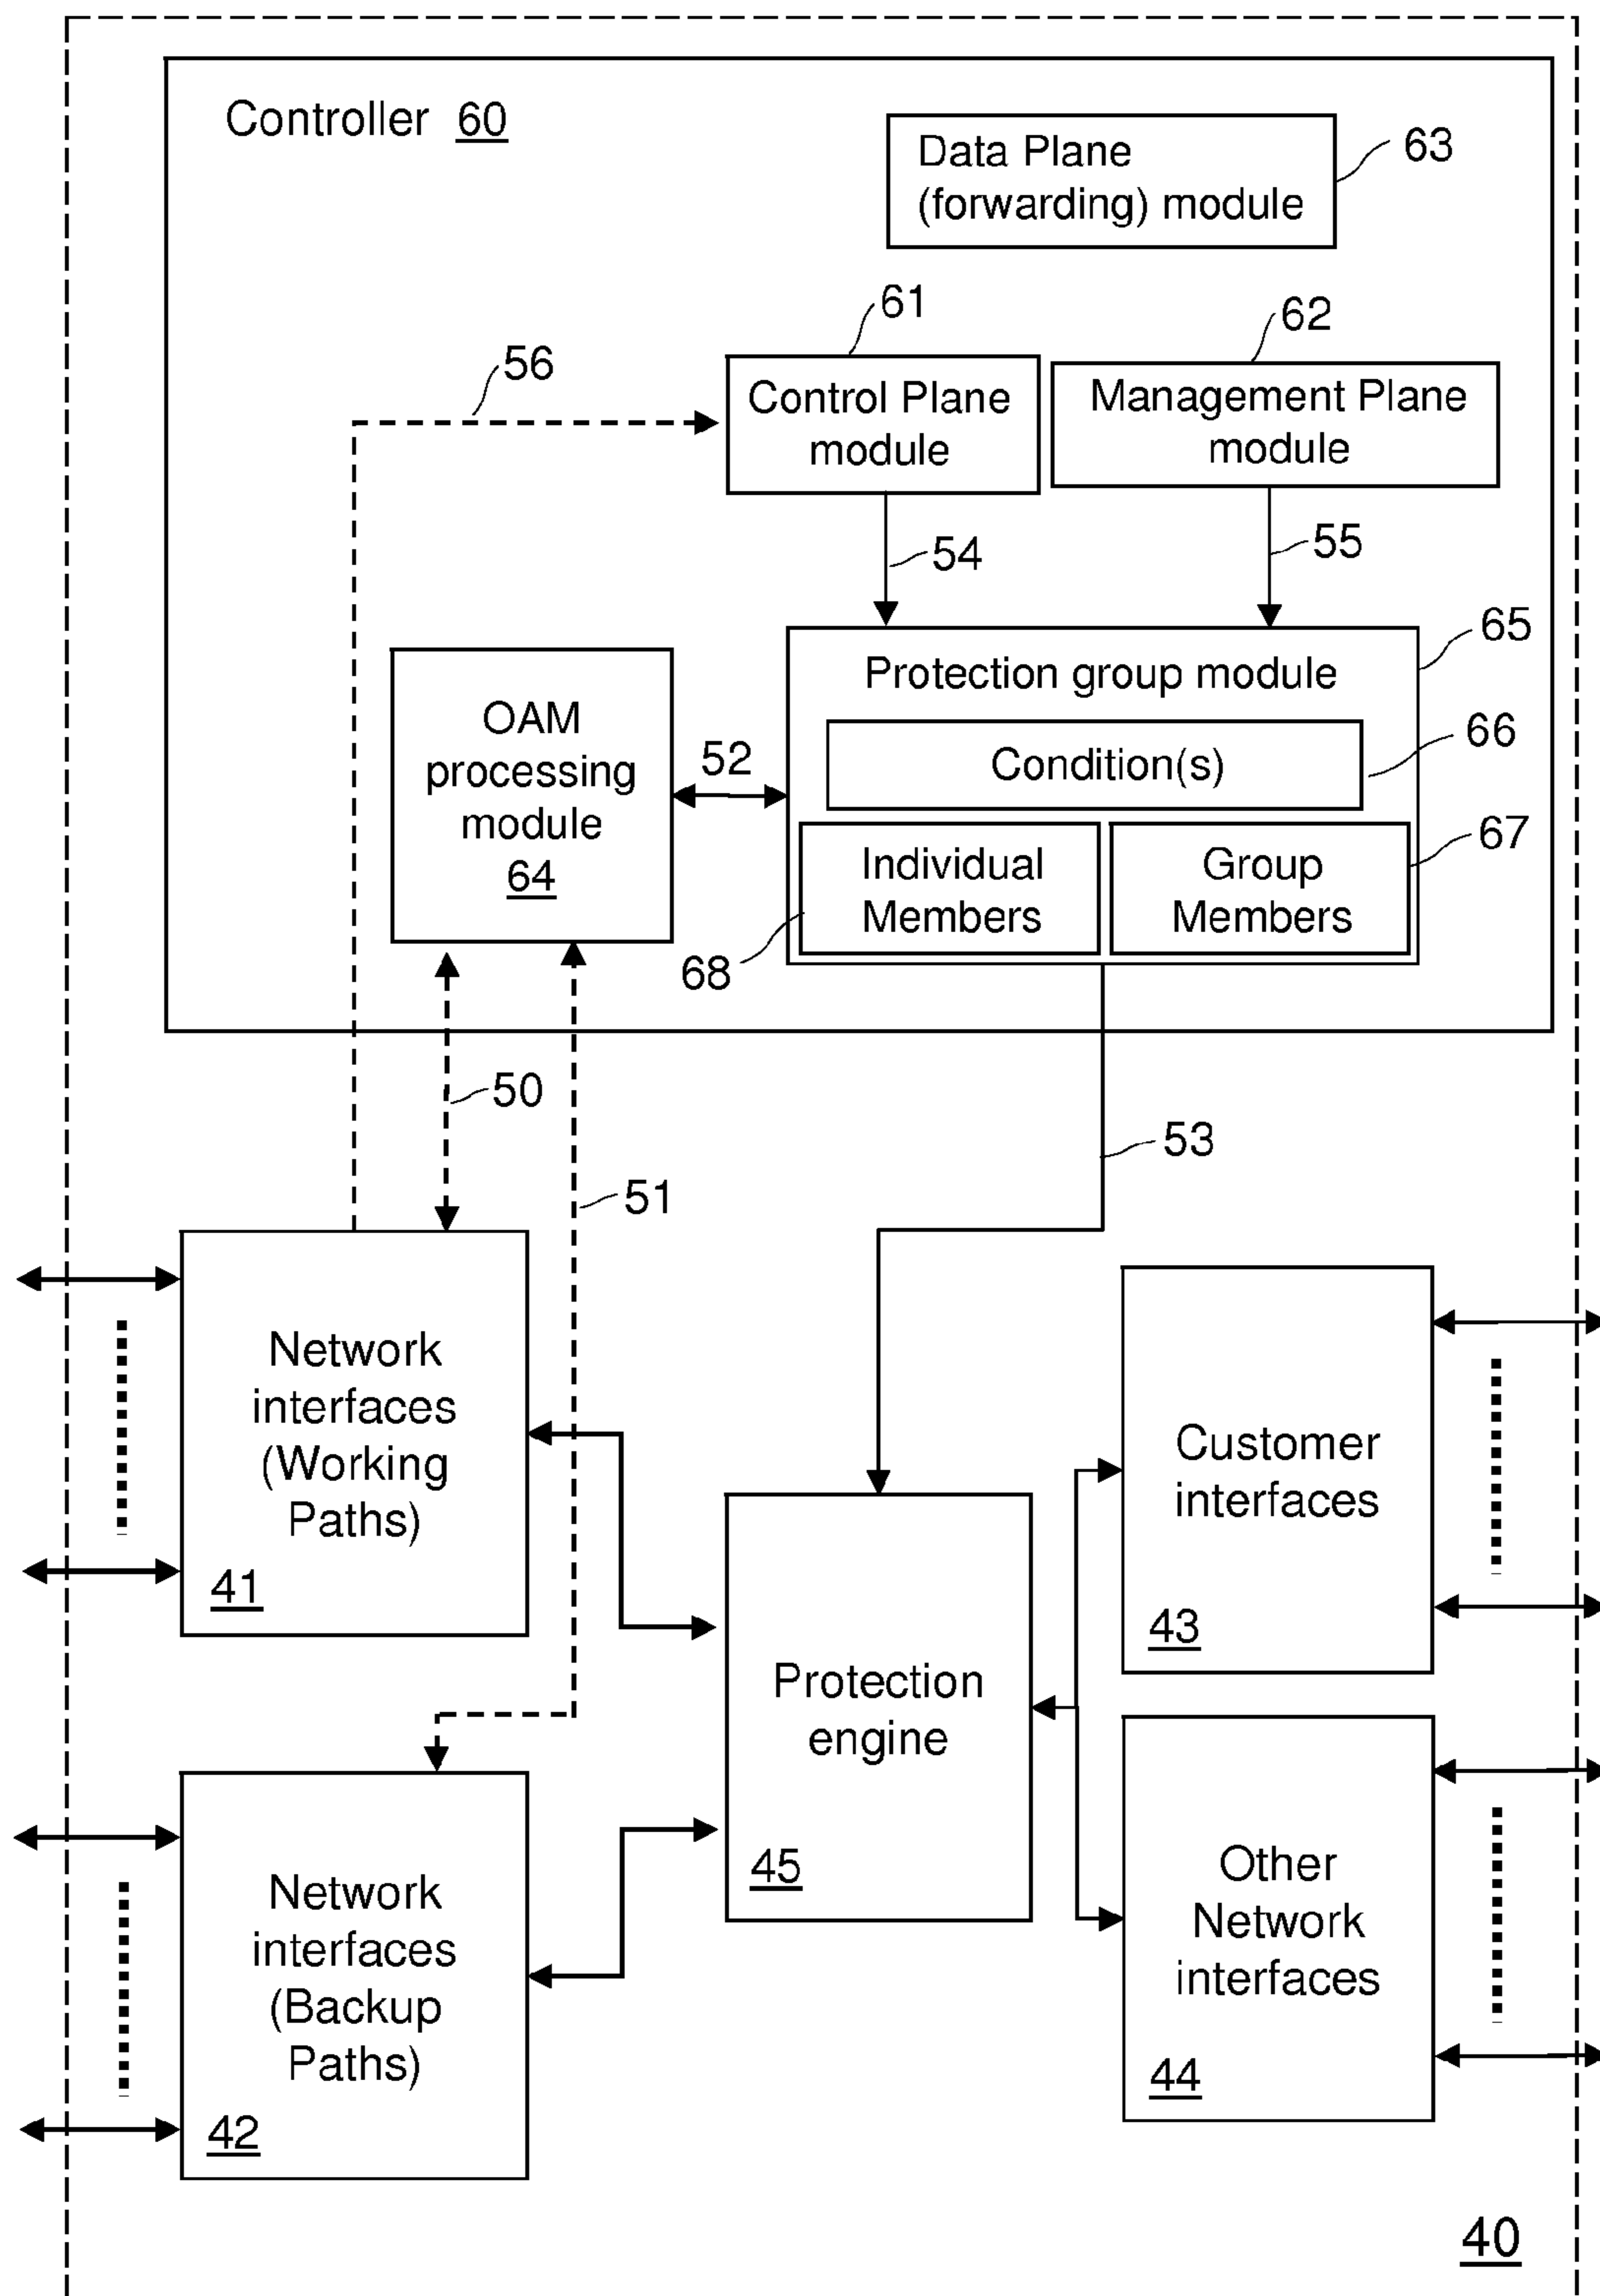 Controller 60
Data Plane
(forwarding) module
63
61
62
56
Control Plane
module
Management Plane
module
54
55
65
Protection group module
OAM
processing
module
64
52
66
Condition(s)
67
Individual
Members
Group
Members
68
50
53
51
Network
interfaces
(Working
Paths)
41
Customer
interfaces
43
Protection
engine
45
Network
interfaces
(Backup
Paths)
42
Other
Network
interfaces
44
40